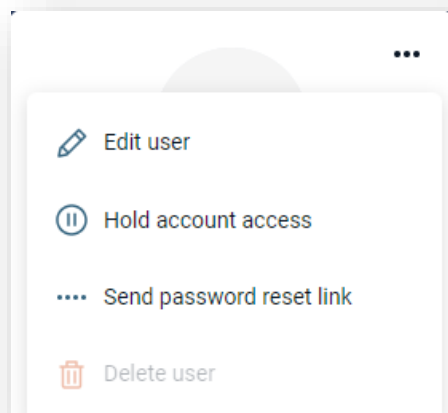 Edit user
Hold account access
Send password reset link
Delete user